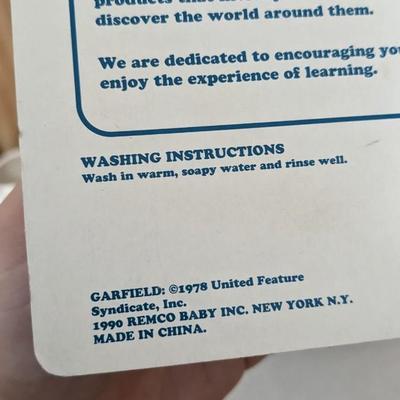 discover the world around them.
We are dedicated to encouraging
enjoy the experience of learning.
WASHING INSTRUCTIONS
Wash in warm, soapy water and rinse well.
GARFIELD: ©1978 United Feature
Syndicate, Inc.
1990 REMCO BABY INC. NEW YORK N.Y.
MADE IN CHINA.